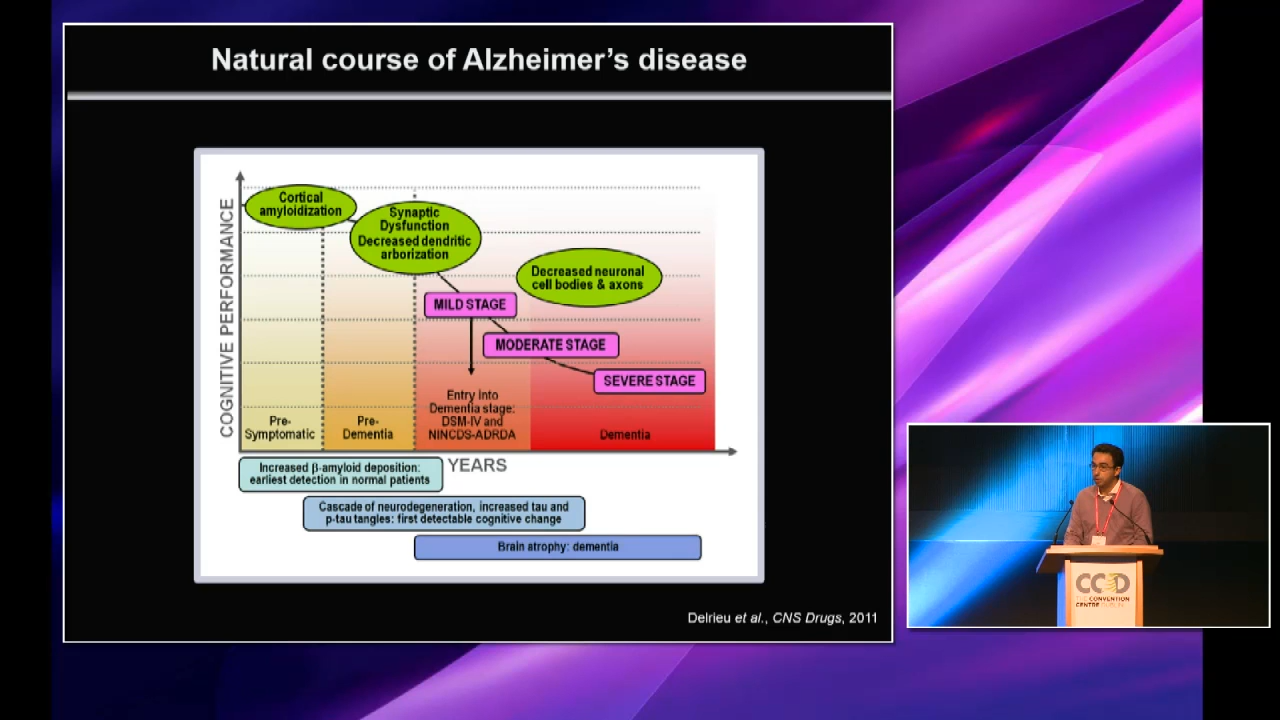 Natural course of Alzheimer's disease
COGNITIVE PERFORMANCE
Cortical
amyloidization
Synaptic
Dysfunction
Decreased dendritic
arborization
Decreased neuronal
cell bodies & axons
MILD STAGE
MODERATE STAGE
SEVERE STAGE
Pre-
Symptomatic
Pre-
Dementia
Entry into
Dementia stage:
DSM-IV and
NINCDS-ADRDA
Dementia
YEARS
Increased β-amyloid deposition:
earliest detection in normal patients
Cascade of neurodegeneration, increased tau and
p-tau tangles: first detectable cognitive change
Brain atrophy: dementia
Delrieu et al., CNS Drugs, 2011
CCD
THE CONVENTION
CENTRE DUBLIN